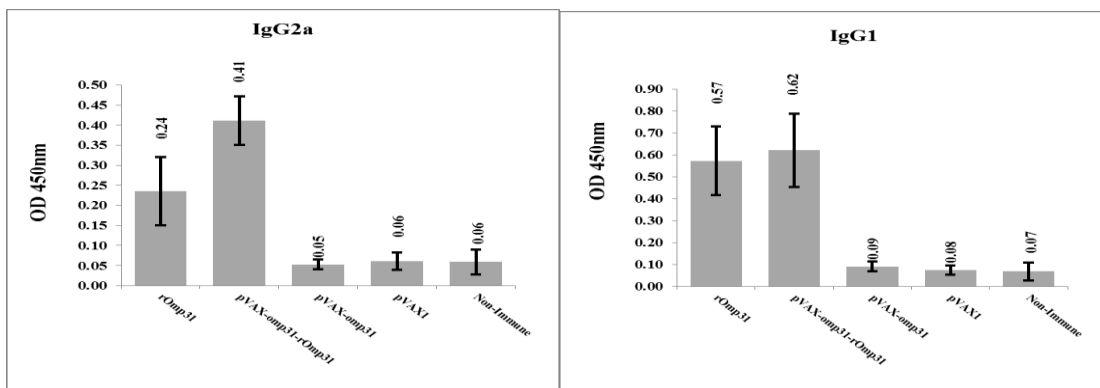 IgG2a
OD 450nm
0.50
0.45
0.40
0.35
0.30
0.25
0.20
0.15
0.10
0.05
0.00
0.24
0.41
0.05
0.06
0.06
rOmp31
pVAX-omp31-rOmp31
pVAX-omp31
pVAX1
Non-Immune
IgG1
OD 450nm
0.90
0.80
0.70
0.60
0.50
0.40
0.30
0.20
0.10
0.00
0.57
0.62
0.09
0.08
0.07
rOmp31
pVAX-omp31-rOmp31
pVAX-omp31
pVAX1
Non-Immune